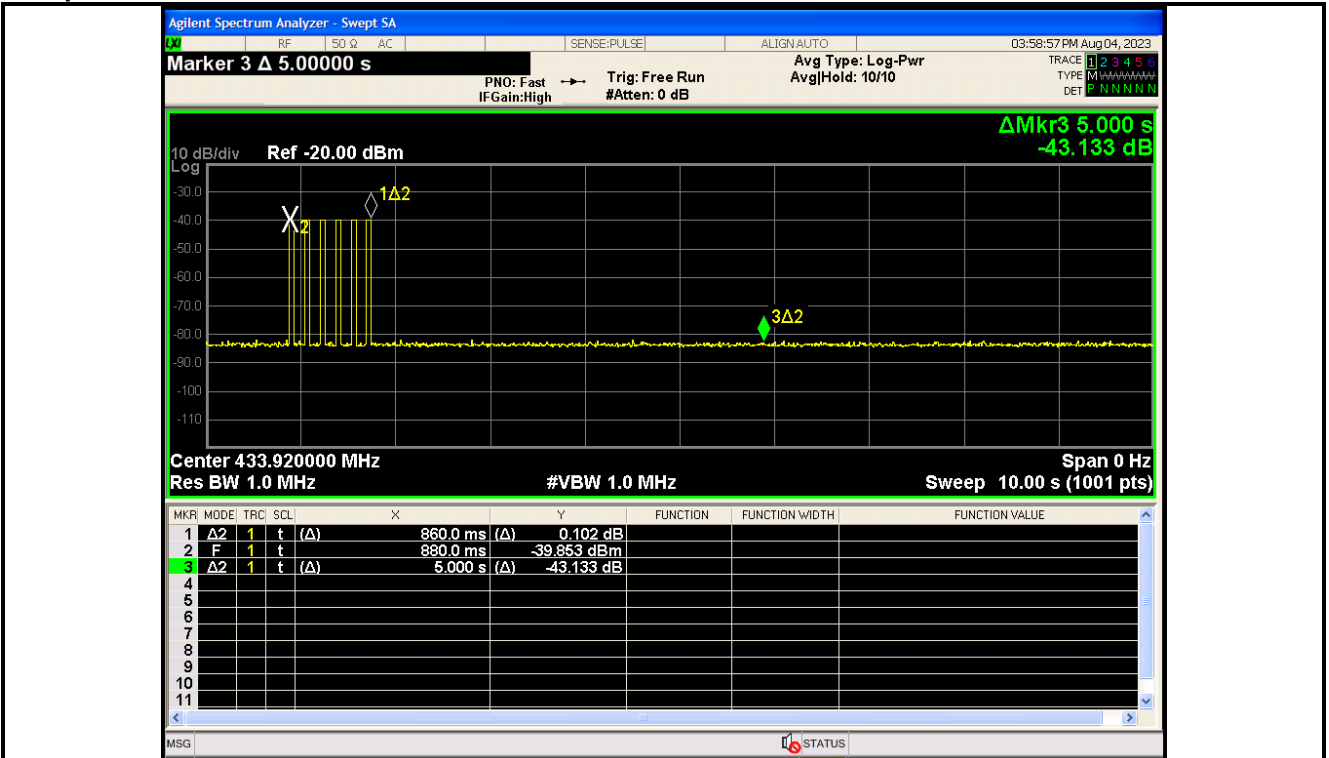 Agilent Spectrum Analyzer - Swept SA
LXI RF 50 Ω AC SENSE:PULSE ALIGN AUTO 03:58:57 PM Aug 04, 2023
Marker 3 Δ 5.00000 s
PNO: Fast
IFGain:High
Trig: Free Run
#Atten: 0 dB
Avg Type: Log-Pwr
Avg|Hold: 10/10
TRACE 1 2 3 4 5 6
TYPE M
DET P N N N N N
ΔMkr3 5.000 s
-43.133 dB
10 dB/div Ref -20.00 dBm
Log
-30.0
-40.0
-50.0
-60.0
-70.0
-80.0
-90.0
-100
-110
X2
1Δ2
3Δ2
Center 433.920000 MHz Span 0 Hz
Res BW 1.0 MHz #VBW 1.0 MHz Sweep 10.00 s (1001 pts)
MKR MODE TRC SCL X Y FUNCTION FUNCTION WIDTH FUNCTION VALUE
1 Δ2 1 t (Δ) 860.0 ms (Δ) 0.102 dB
2 F 1 t 880.0 ms -39.853 dBm
3 Δ2 1 t (Δ) 5.000 s (Δ) -43.133 dB
4
5
6
7
8
9
10
11
MSG STATUS